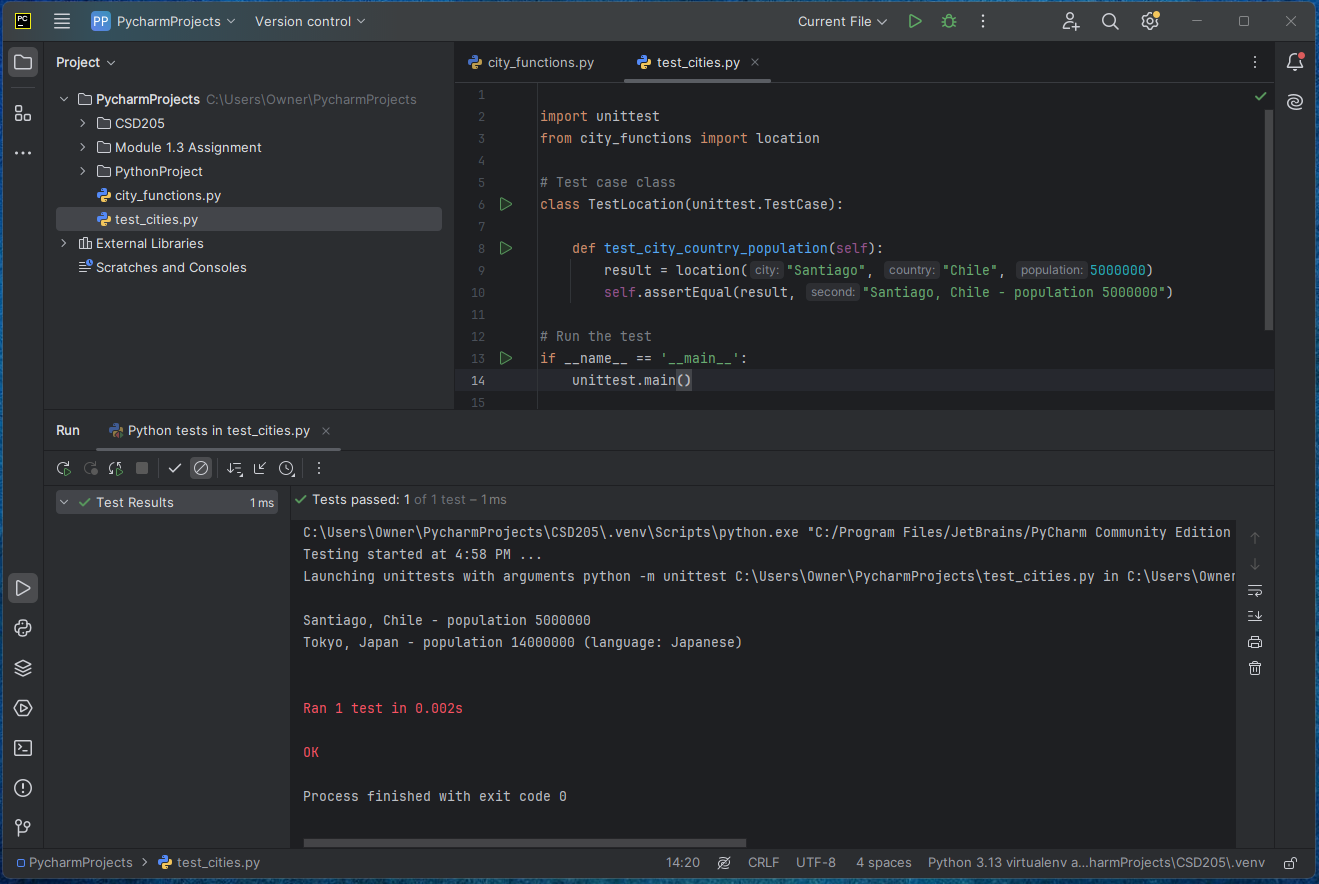 PC
PP PycharmProjects Version control Current File
Project
PycharmProjects C:\Users\Owner\PycharmProjects
CSD205
Module 1.3 Assignment
PythonProject
city_functions.py
test_cities.py
External Libraries
Scratches and Consoles
city_functions.py test_cities.py
1
2 import unittest
3 from city_functions import location
4
5 # Test case class
6 class TestLocation(unittest.TestCase):
7
8 def test_city_country_population(self):
9 result = location( city: "Santiago", country: "Chile", population: 5000000)
10 self.assertEqual(result, second: "Santiago, Chile - population 5000000")
11
12 # Run the test
13 if __name__ == '__main__':
14 unittest.main()
15
Run Python tests in test_cities.py
Test Results 1 ms
Tests passed: 1 of 1 test – 1 ms
C:\Users\Owner\PycharmProjects\CSD205\.venv\Scripts\python.exe "C:/Program Files/JetBrains/PyCharm Community Edition
Testing started at 4:58 PM ...
Launching unittests with arguments python -m unittest C:\Users\Owner\PycharmProjects\test_cities.py in C:\Users\Owner
Santiago, Chile - population 5000000
Tokyo, Japan - population 14000000 (language: Japanese)
Ran 1 test in 0.002s
OK
Process finished with exit code 0
PycharmProjects test_cities.py 14:20 CRLF UTF-8 4 spaces Python 3.13 virtualenv a...harmProjects\CSD205\.venv